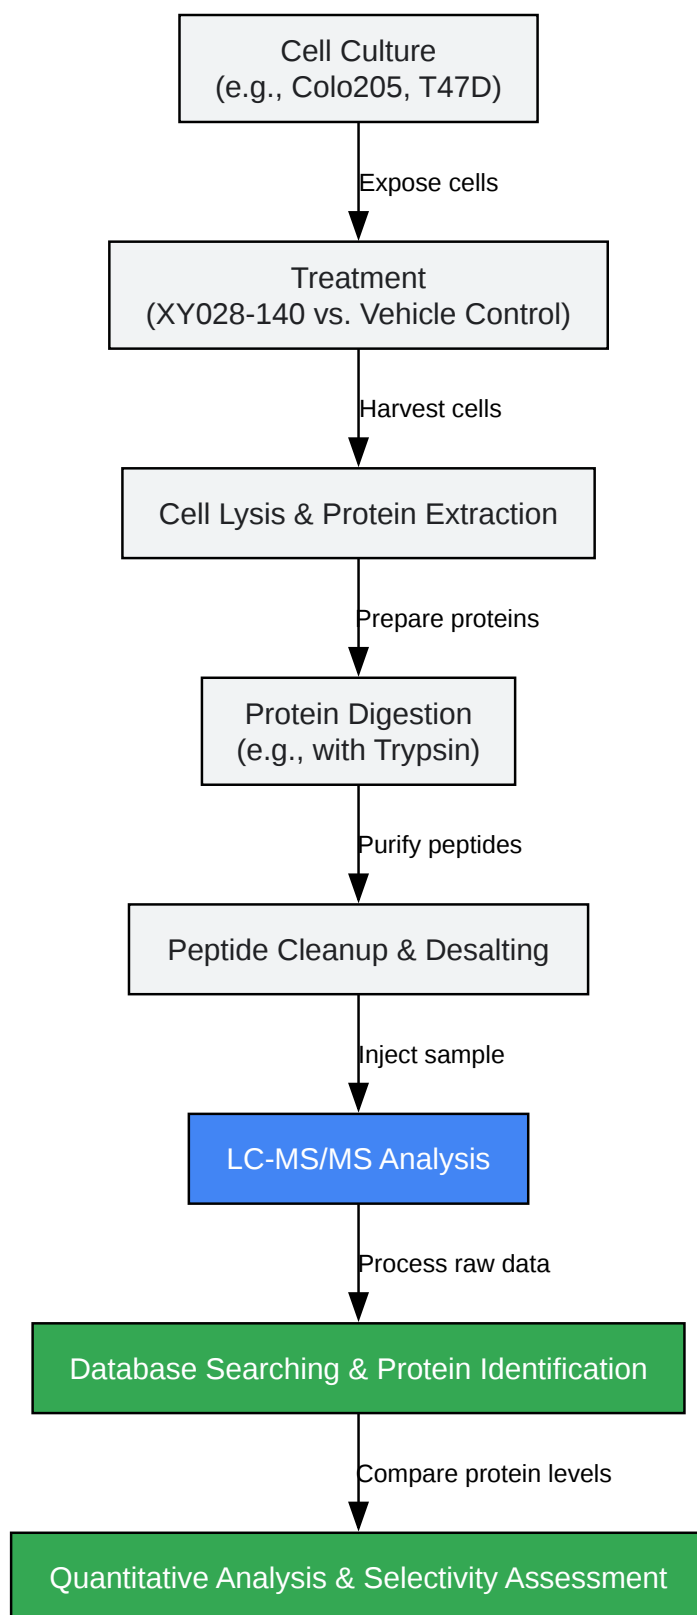 Cell Culture
(e.g., Colo205, T47D)
Expose cells
Treatment
(XY028-140 vs. Vehicle Control)
Harvest cells
Cell Lysis & Protein Extraction
Prepare proteins
Protein Digestion
(e.g., with Trypsin)
Purify peptides
Peptide Cleanup & Desalting
Inject sample
LC-MS/MS Analysis
Process raw data
Database Searching & Protein Identification
Compare protein levels
Quantitative Analysis & Selectivity Assessment